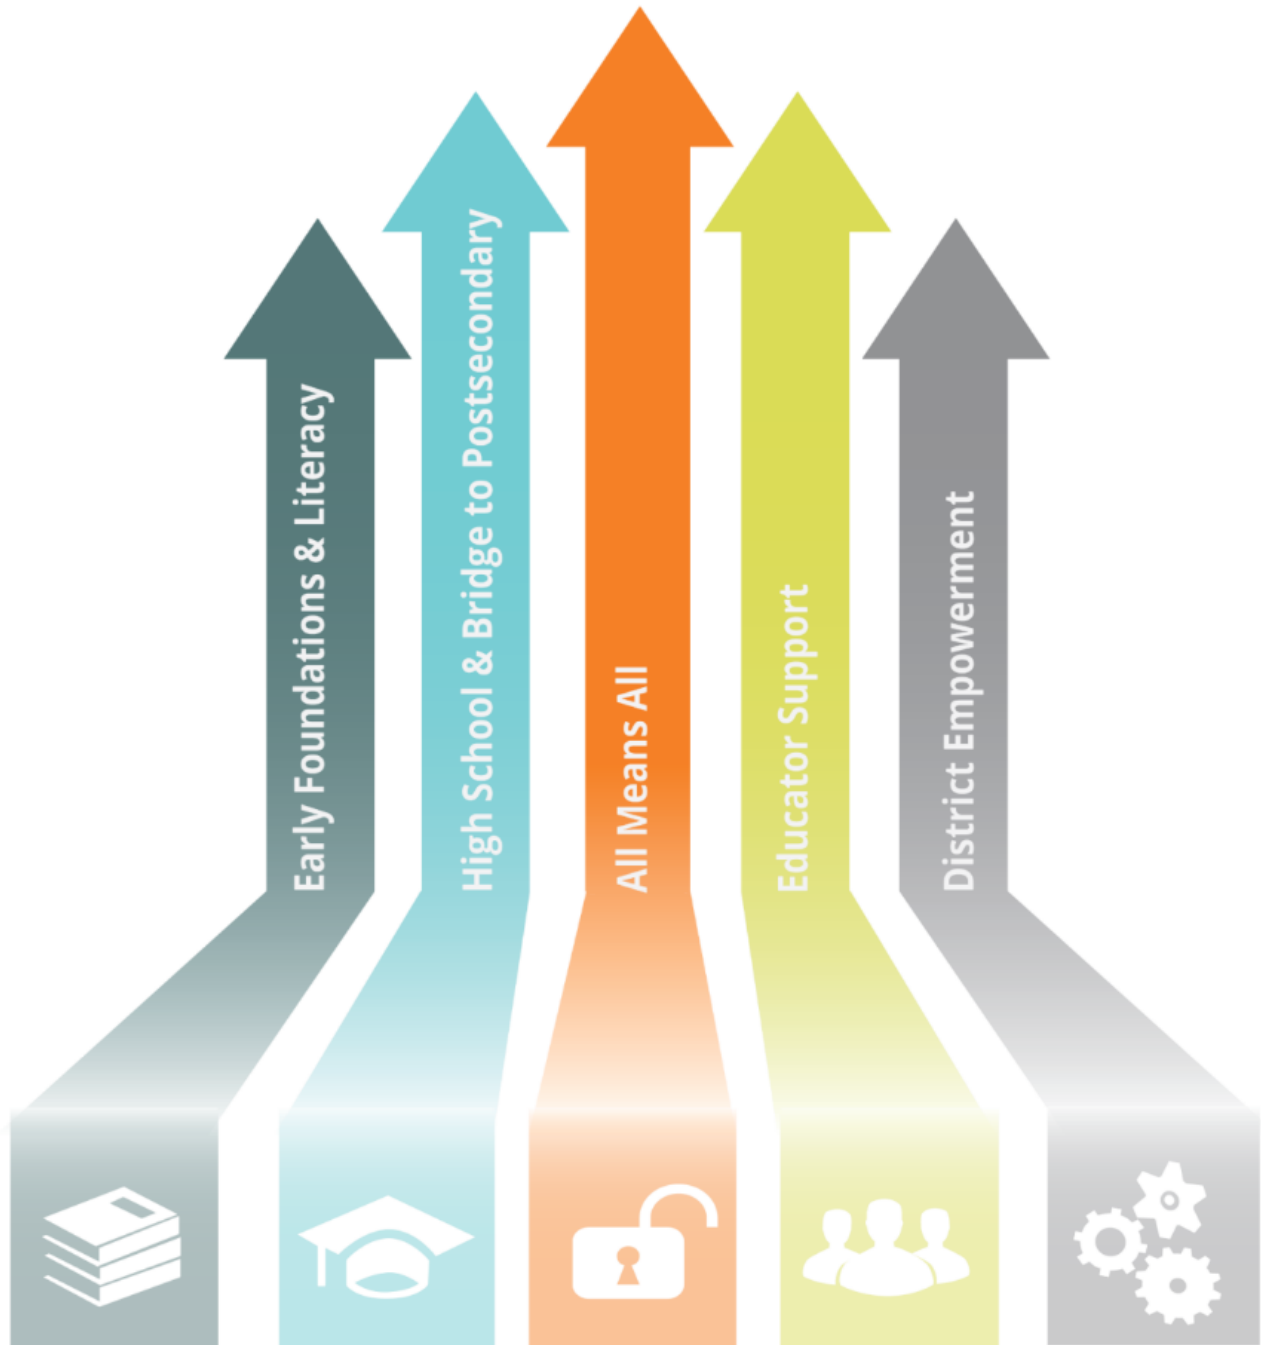 Early Foundations & Literacy
High School & Bridge to Postsecondary
All Means All
Educator Support
District Empowerment